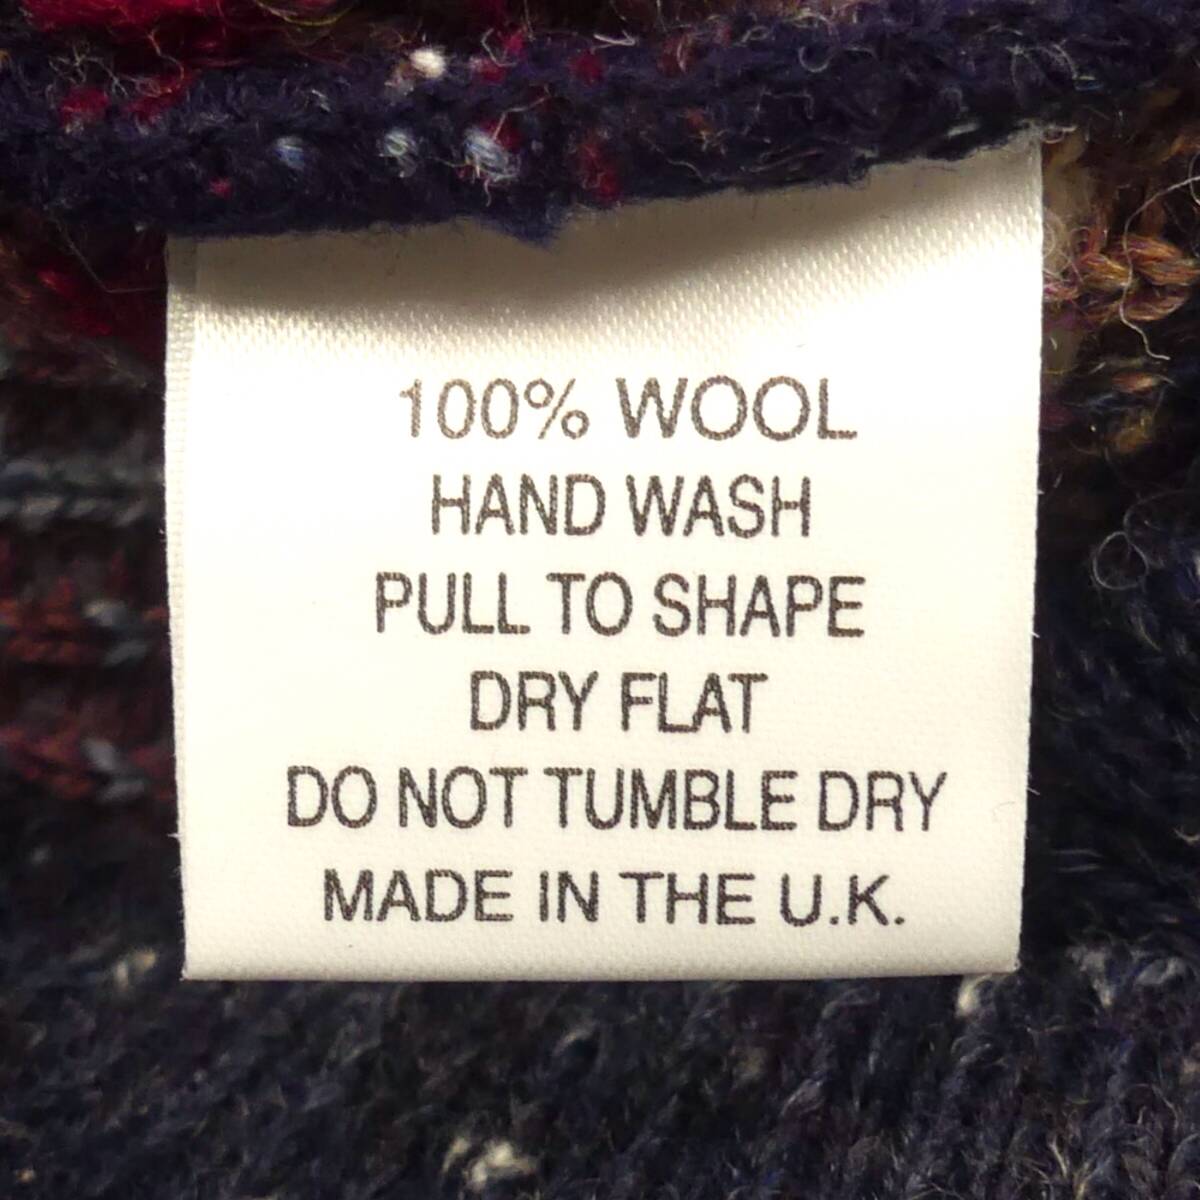 100% WOOL
HAND WASH
PULL TO SHAPE
DRY FLAT
DO NOT TUMBLE DRY
MADE IN THE U.K.